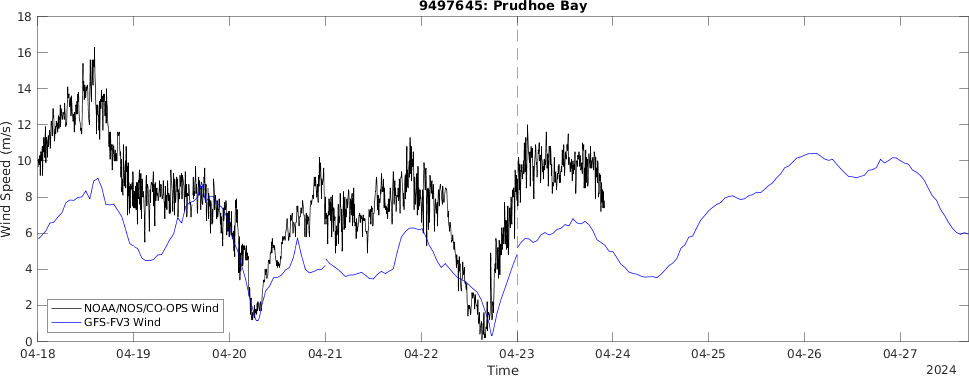 9497645: Prudhoe Bay
18
16
14
12
10
8
6
4
2
0
Wind Speed (m/s)
NOAA/NOS/CO-OPS Wind
GFS-FV3 Wind
04-18 04-19 04-20 04-21 04-22 04-23 04-24 04-25 04-26 04-27
Time
2024